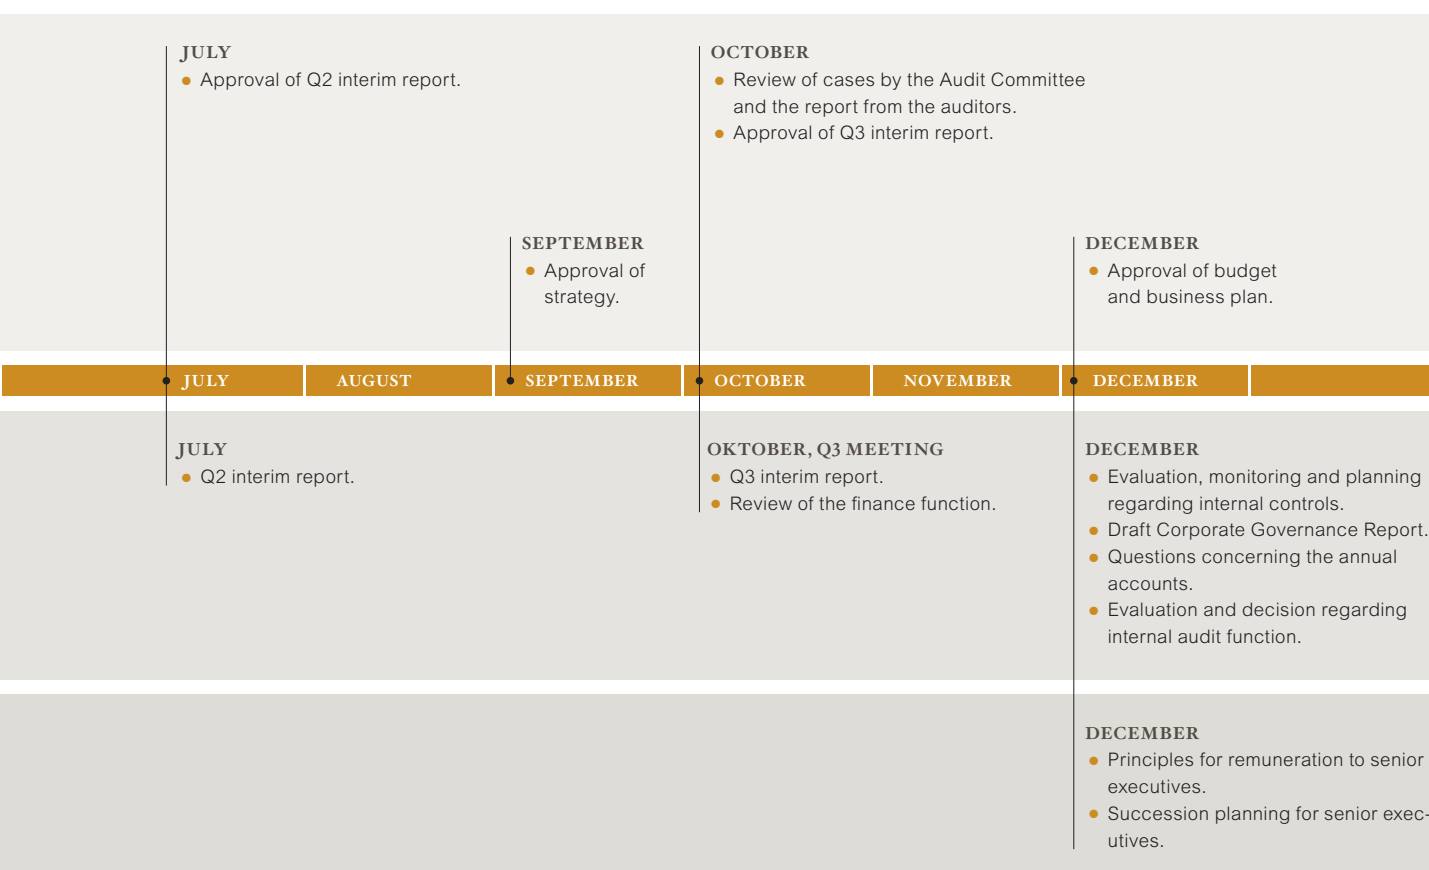 JULY
Approval of Q2 interim report.
OCTOBER
Review of cases by the Audit Committee
and the report from the auditors.
Approval of Q3 interim report.
SEPTEMBER
Approval of
strategy.
DECEMBER
Approval of budget
and business plan.
JULY AUGUST SEPTEMBER OCTOBER NOVEMBER DECEMBER
JULY
Q2 interim report.
OKTOBER, Q3 MEETING
Q3 interim report.
Review of the finance function.
DECEMBER
Evaluation, monitoring and planning
regarding internal controls.
Draft Corporate Governance Report.
Questions concerning the annual
accounts.
Evaluation and decision regarding
internal audit function.
DECEMBER
Principles for remuneration to senior
executives.
Succession planning for senior exec-
utives.